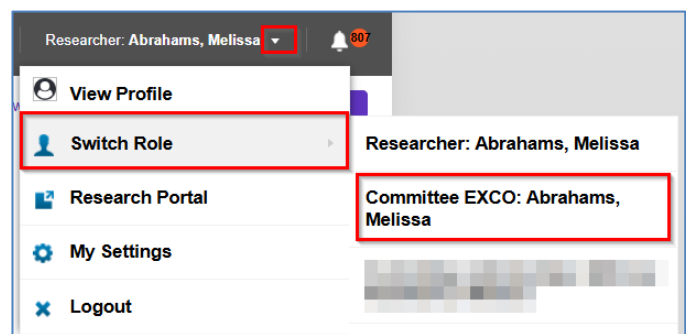 Researcher: Abrahams, Melissa
807
View Profile
Switch Role
Research Portal
My Settings
Logout
Researcher: Abrahams, Melissa
Committee EXCO: Abrahams,
Melissa